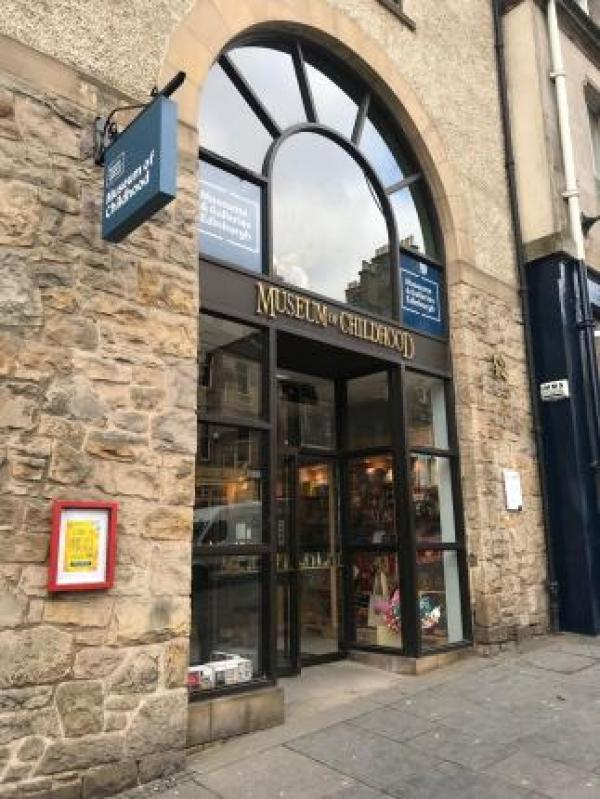 Museum of
Childhood
Museums
& Galleries
Edinburgh
Museums
& Galleries
Edinburgh
MUSEUM OF CHILDHOOD